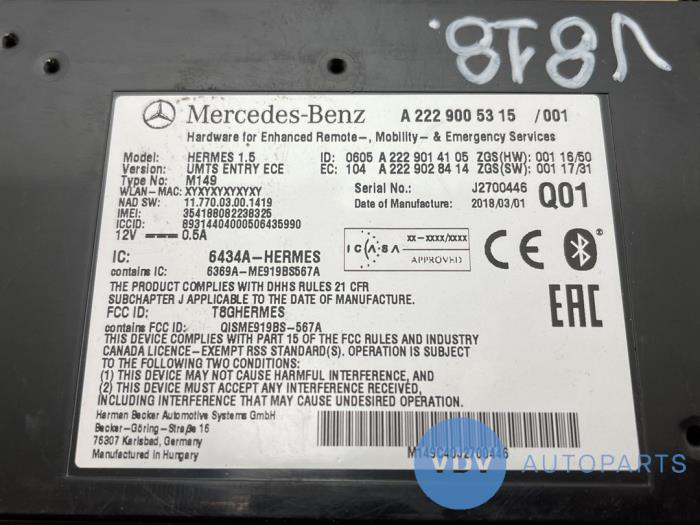 V818
Mercedes-Benz A 222 900 53 15 /001
Hardware for Enhanced Remote-, Mobility- & Emergency Services
Model: HERMES 1.5 ID: 0605 A 222 901 41 05 ZGS(HW): 001 16/50
Version: UMTS ENTRY ECE EC: 104 A 222 902 84 14 ZGS(SW): 001 17/31
Type No: M149
WLAN-MAC: XYXYXYXYXYXY Serial No.: J2700446 Q01
NAD SW: 11.770.03.00.1419 Date of Manufacture: 2018/03/01
IMEI: 354188082238325
ICCID: 89314404000506435990
12V 0.5A
IC: 6434A-HERMES
contains IC: 6369A-ME919BS567A
ICASA xx-xxxx/xxxx APPROVED CE
THE PRODUCT COMPLIES WITH DHHS RULES 21 CFR
SUBCHAPTER J APPLICABLE TO THE DATE OF MANUFACTURE.
FCC ID: T8GHERMES EAC
contains FCC ID: QISME919BS-567A
THIS DEVICE COMPLIES WITH PART 15 OF THE FCC RULES AND INDUSTRY
CANADA LICENCE-EXEMPT RSS STANDARD(S). OPERATION IS SUBJECT
TO THE FOLLOWING TWO CONDITIONS:
(1) THIS DEVICE MAY NOT CAUSE HARMFUL INTERFERENCE, AND
(2) THIS DEVICE MUST ACCEPT ANY INTERFERENCE RECEIVED,
INCLUDING INTERFERENCE THAT MAY CAUSE UNDESIRED OPERATION.
Harman Becker Automotive Systems GmbH
Becker-Göring-Straße 16
76307 Karlsbad, Germany
Manufactured in Hungary
M149C40J2700446
VDV AUTOPARTS